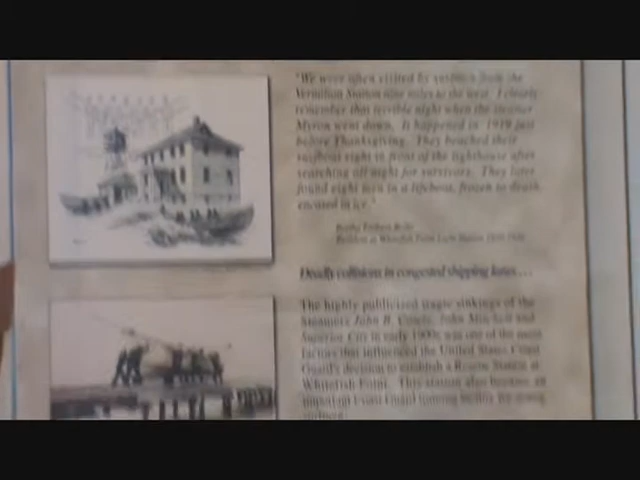 "We were often visited by surfmen from the
Vermilion Station nine miles to the west. I clearly
remember that terrible night when the steamer
Myron went down. It happened in 1919 just
before Thanksgiving. They beached their
surfboat right in front of the lighthouse after
searching all night for survivors. They later
found eight men in a lifeboat, frozen to death,
encased in ice."
Deadly collisions in congested shipping lanes...
The highly publicized tragic sinkings of the
Steamers John B. Cowle, John Mitchell and
Superior City in early 1900s, was one of the main
factors that influenced the United States Coast
Guard's decision to establish a Rescue Station at
Whitefish Point. This station also became an
important Coast Guard training facility for young